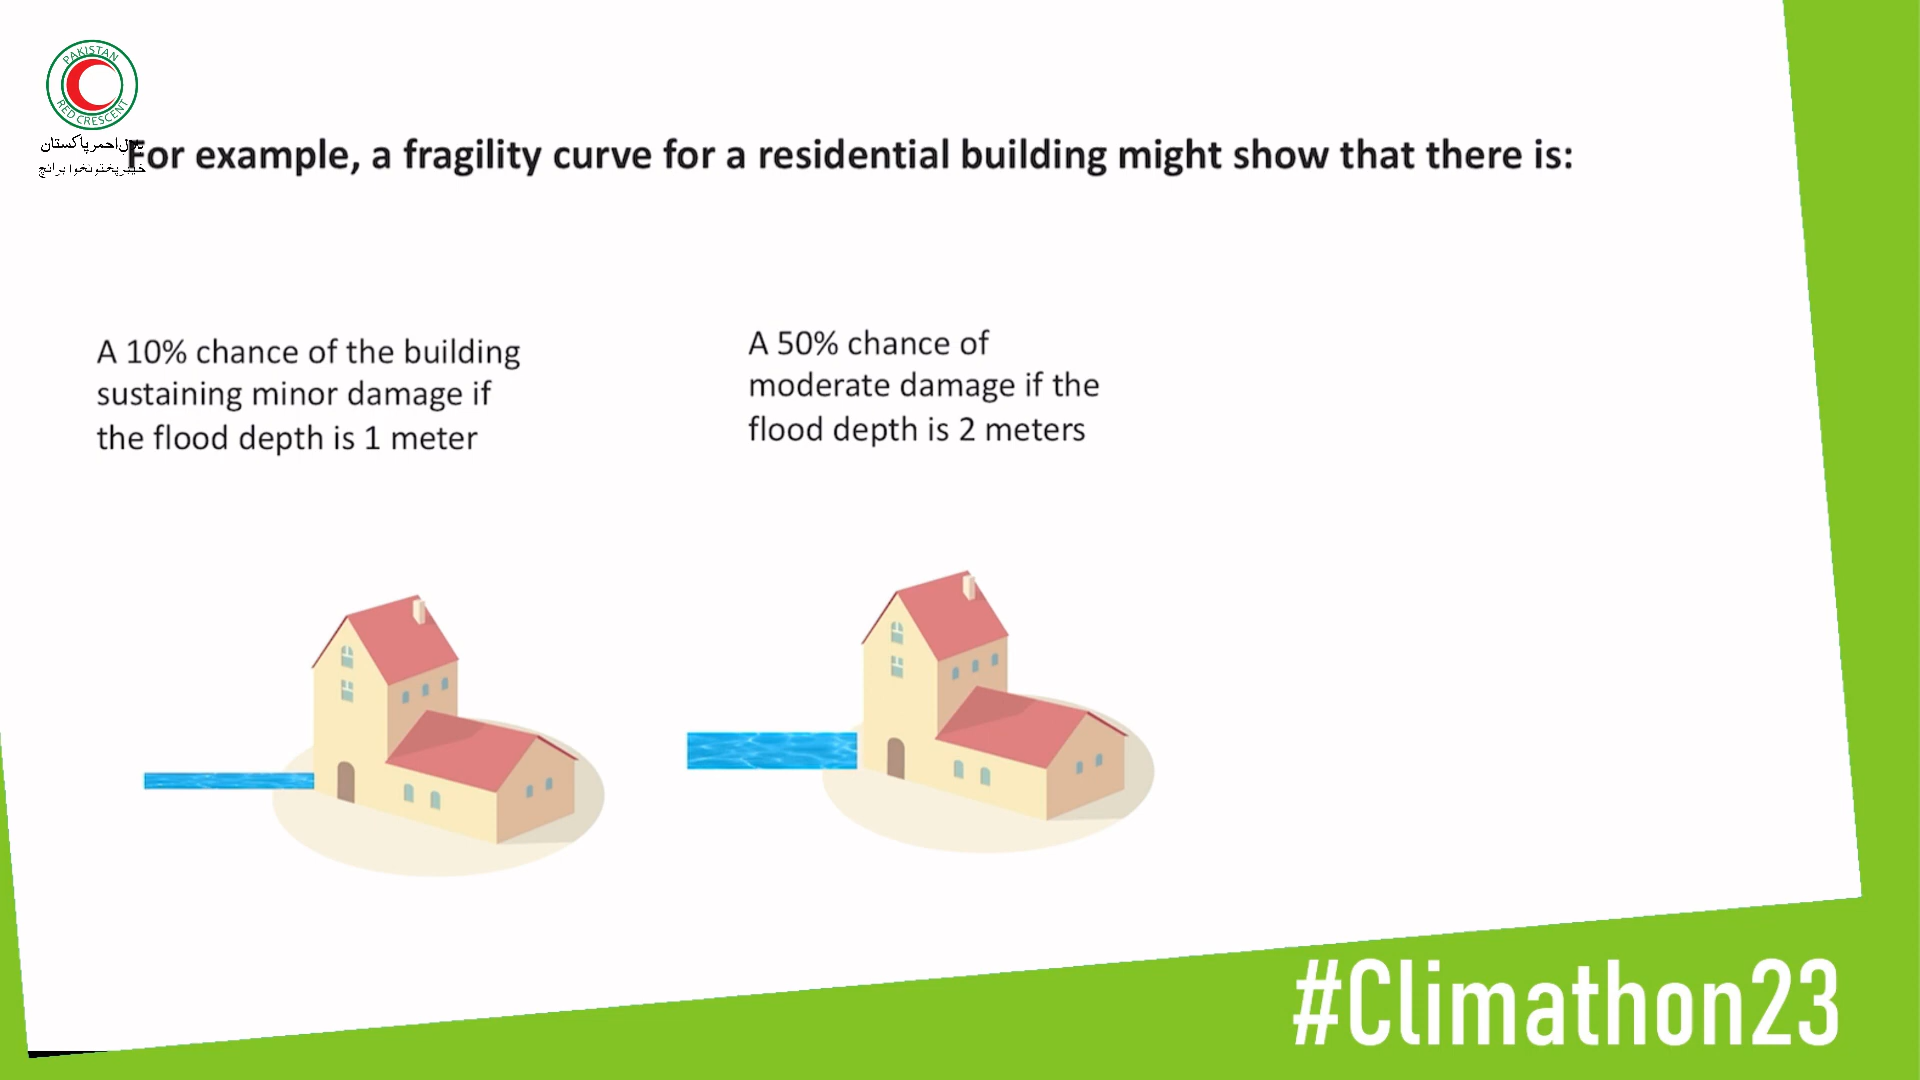 PAKISTAN
RED CRESCENT
ہلال احمر پاکستان
خیبر پختونخوا برانچ
For example, a fragility curve for a residential building might show that there is:
A 10% chance of the building
sustaining minor damage if
the flood depth is 1 meter
A 50% chance of
moderate damage if the
flood depth is 2 meters
#Climathon23